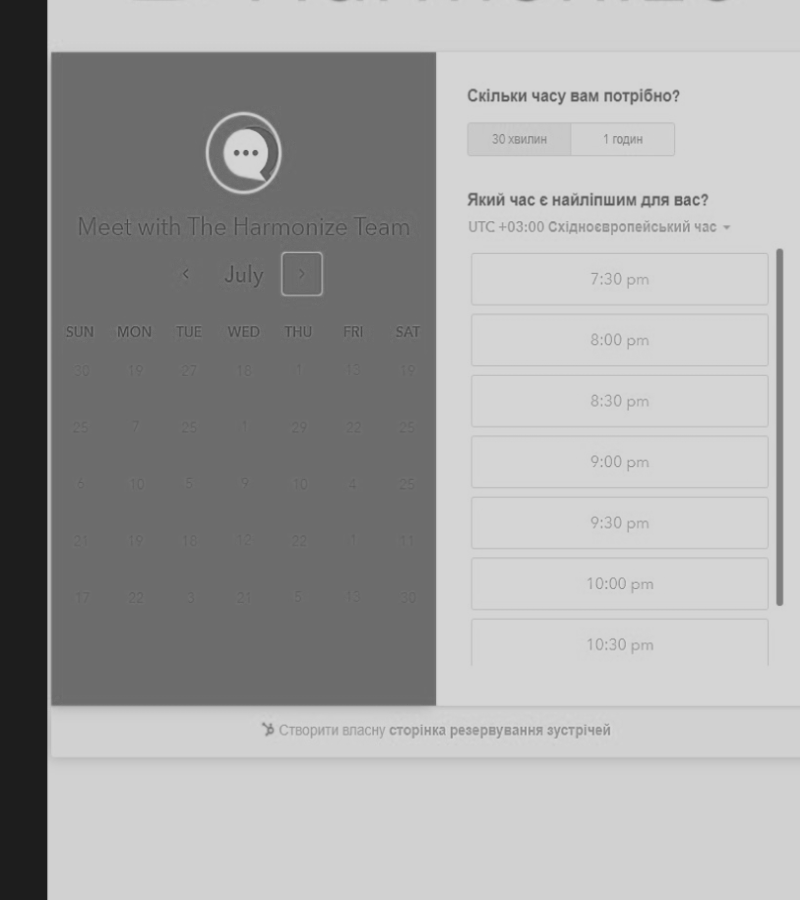 Meet with The Harmonize Team
July
SUN MON TUE WED THU FRI SAT
30 19 27 18 1 13 19
25 7 25 1 29 22 25
6 10 5 9 10 4 25
21 19 18 12 22 1 11
17 22 3 21 5 13 30
Скільки часу вам потрібно?
30 хвилин 1 годин
Який час є найліпшим для вас?
UTC +03:00 Східноєвропейський час
7:30 pm
8:00 pm
8:30 pm
9:00 pm
9:30 pm
10:00 pm
10:30 pm
Створити власну сторінка резервування зустрічей